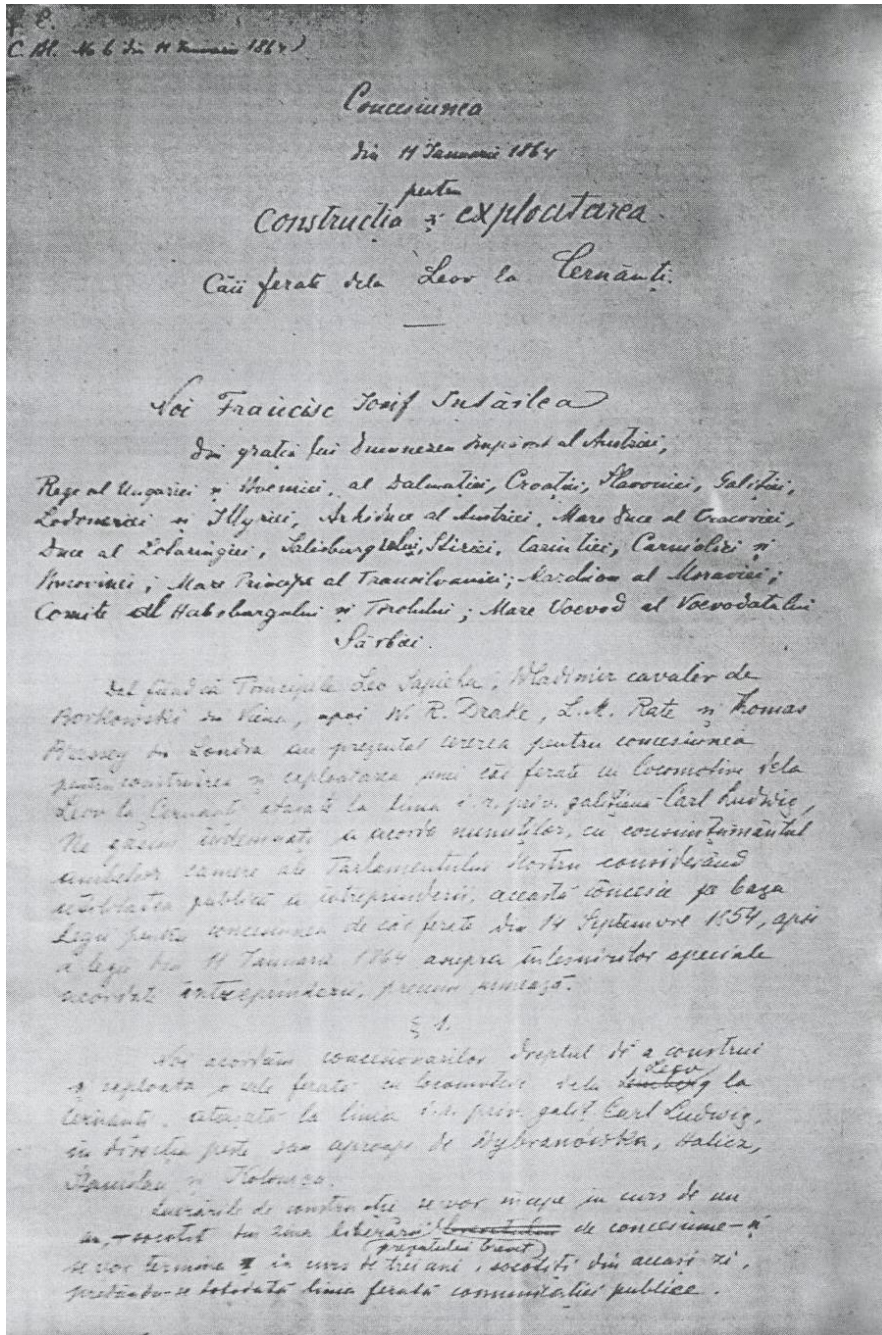 C. Bl. No 6 din 11 Ianuarie 1864)
Concesiunea
din 11 Ianuarie 1864
pentru
Construcția și exploatarea
Căii ferate dela Leov la Cernăuți.
Noi Francisc Iosif Întâilea
din grația lui Dumnezeu Împărat al Austriei,
Rege al Ungariei și Boemiei, al Dalmației, Croației, Slavoniei, Galiției,
Lodomeriei și Illyriei, Arhiduce al Austriei, Mare Duce al Cracoviei,
Duce al Lotaringiei, Salisburgului, Stiriei, Carintiei, Carnioliei și
Bucovinei; Mare Principe al Transilvaniei; Marchion al Moraviei;
Comite al Habsburgului și Tirolului; Mare Voevod al Voevodatului
Sârbiei.
Dat fiind că Principele Leo Sapieha, Wladimir cavaler de
Borkowski din Viena, apoi W. R. Drake, L. M. Rate și Thomas
Brassey din Londra au prezentat cererea pentru concesiunea
pentru construirea și exploatarea unei căi ferate cu locomotive dela
Leov la Cernăuți, atașată la linia c. r. priv. galițiană Carl Ludwig,
Ne găsim îndemnați a acorda numiților, cu consimțământul
ambelor camere ale Parlamentului Nostru considerând
utilitatea publică a întreprinderii, această concesie pe baza
Legii pentru concesiunea de căi ferate din 14 Septemvre 1854, apoi
a legii din 11 Ianuarie 1864 asupra înlesnirilor speciale
acordate întreprinderii, precum urmează:
§ 1.
Noi acordăm concesionarilor dreptul de a construi
și exploata o cale ferată cu locomotive dela Lemberg Leov la
Cernăuți, atașată la linia c. r. priv. galiț. Carl Ludwig,
în direcția peste sau aproape de Wybranówka, Halicz,
Stanislau și Kolomea.
Lucrările de construcție se vor începe în curs de un
an, – socotit din ziua liberării de concesiune – și
prezentului brevet
se vor termina în curs de trei ani, socotiți din aceași zi,
predându-se totodată linia ferată comunicației publice.